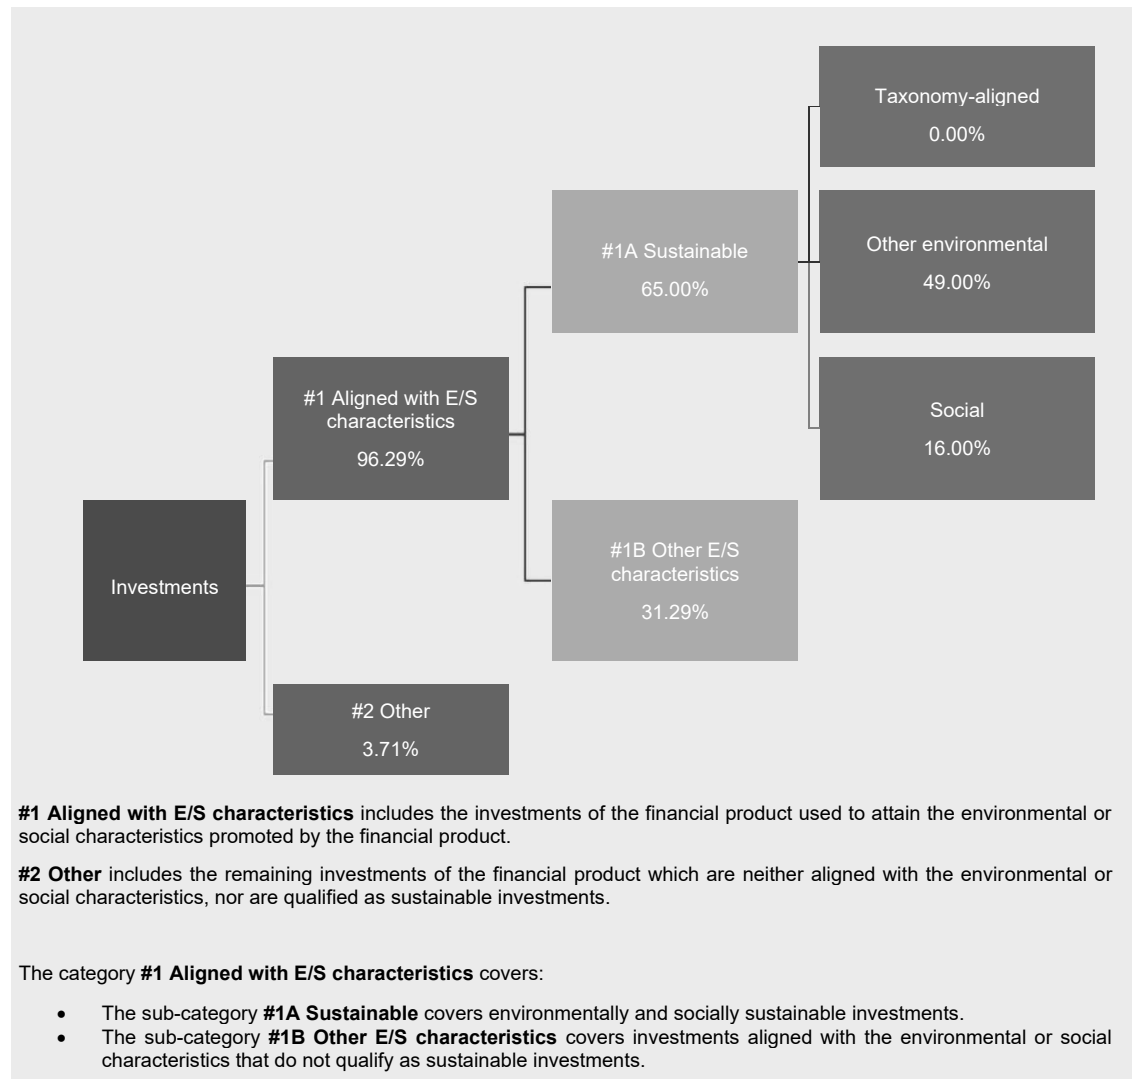 Taxonomy-aligned
0.00%
#1A Sustainable
65.00%
Other environmental
49.00%
#1 Aligned with E/S
characteristics
96.29%
Social
16.00%
Investments
#1B Other E/S
characteristics
31.29%
#2 Other
3.71%
#1 Aligned with E/S characteristics includes the investments of the financial product used to attain the environmental or
social characteristics promoted by the financial product.
#2 Other includes the remaining investments of the financial product which are neither aligned with the environmental or
social characteristics, nor are qualified as sustainable investments.
The category #1 Aligned with E/S characteristics covers:
• The sub-category #1A Sustainable covers environmentally and socially sustainable investments.
• The sub-category #1B Other E/S characteristics covers investments aligned with the environmental or social
characteristics that do not qualify as sustainable investments.